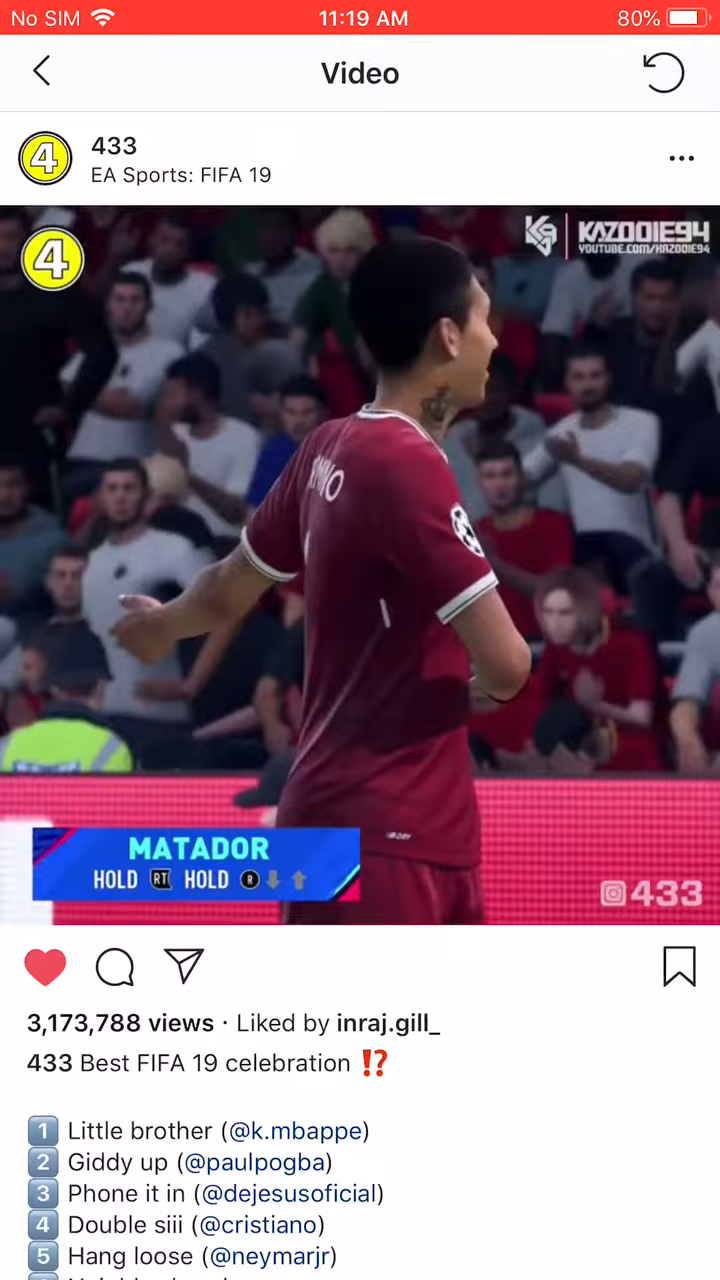 No SIM 11:19 AM 80%
Video
433
EA Sports: FIFA 19
4
4
K94 KAZOOIE94
YOUTUBE.COM/KAZOOIE94
MATADOR
HOLD RT HOLD R
433
3,173,788 views · Liked by inraj.gill_
433 Best FIFA 19 celebration ⁉️
1 Little brother (@k.mbappe)
2 Giddy up (@paulpogba)
3 Phone it in (@dejesusoficial)
4 Double siii (@cristiano)
5 Hang loose (@neymarjr)